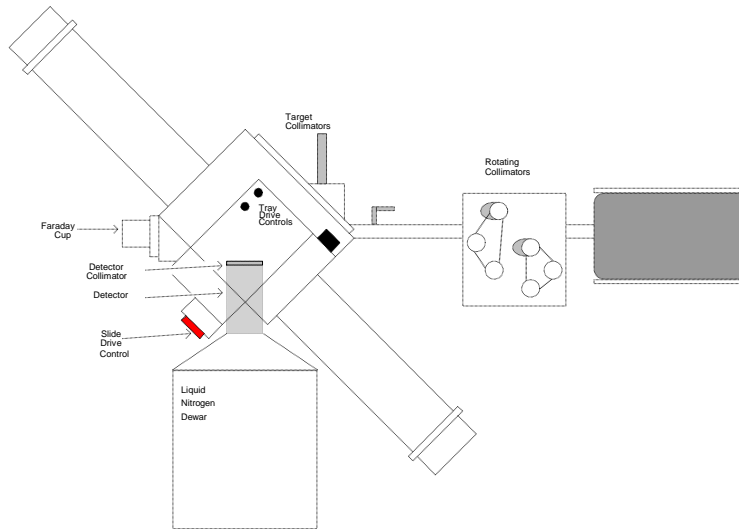 Target
Collimators
Rotating
Collimators
Tray
Drive
Controls
Faraday
Cup
Detector
Collimator
Detector
Slide
Drive
Control
Liquid
Nitrogen
Dewar